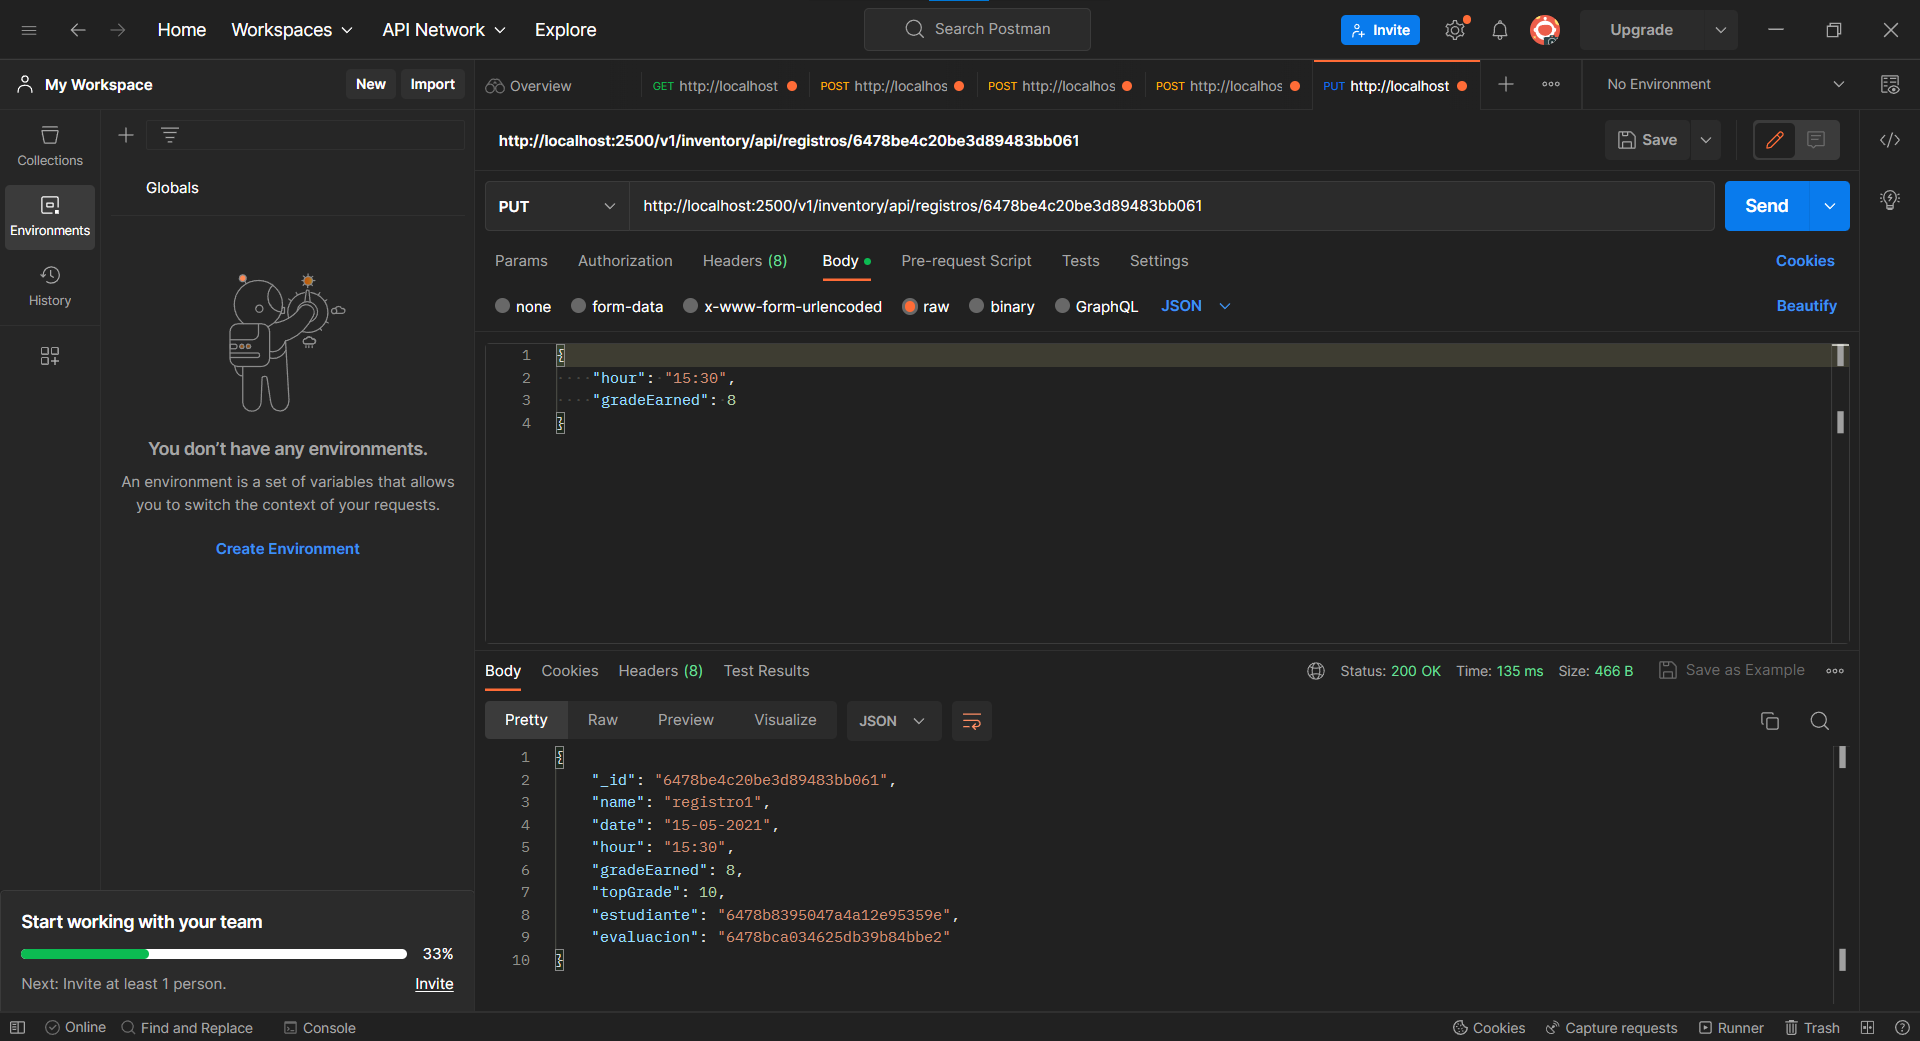 Home Workspaces API Network Explore Search Postman Invite Upgrade
My Workspace New Import Overview GET http://localhost POST http://localhos POST http://localhos POST http://localhos PUT http://localhost No Environment
http://localhost:2500/v1/inventory/api/registros/6478be4c20be3d89483bb061 Save
Collections
Globals
PUT http://localhost:2500/v1/inventory/api/registros/6478be4c20be3d89483bb061 Send
Environments
Params Authorization Headers (8) Body Pre-request Script Tests Settings Cookies
History
none form-data x-www-form-urlencoded raw binary GraphQL JSON Beautify
1 {
2 "hour": "15:30",
3 "gradeEarned": 8
4 }
You don’t have any environments.
An environment is a set of variables that allows
you to switch the context of your requests.
Create Environment
Body Cookies Headers (8) Test Results Status: 200 OK Time: 135 ms Size: 466 B Save as Example
Pretty Raw Preview Visualize JSON
1 {
2 "_id": "6478be4c20be3d89483bb061",
3 "name": "registro1",
4 "date": "15-05-2021",
5 "hour": "15:30",
6 "gradeEarned": 8,
7 "topGrade": 10,
8 "estudiante": "6478b8395047a4a12e95359e",
9 "evaluacion": "6478bca034625db39b84bbe2"
10 }
Start working with your team
33%
Next: Invite at least 1 person. Invite
Online Find and Replace Console Cookies Capture requests Runner Trash